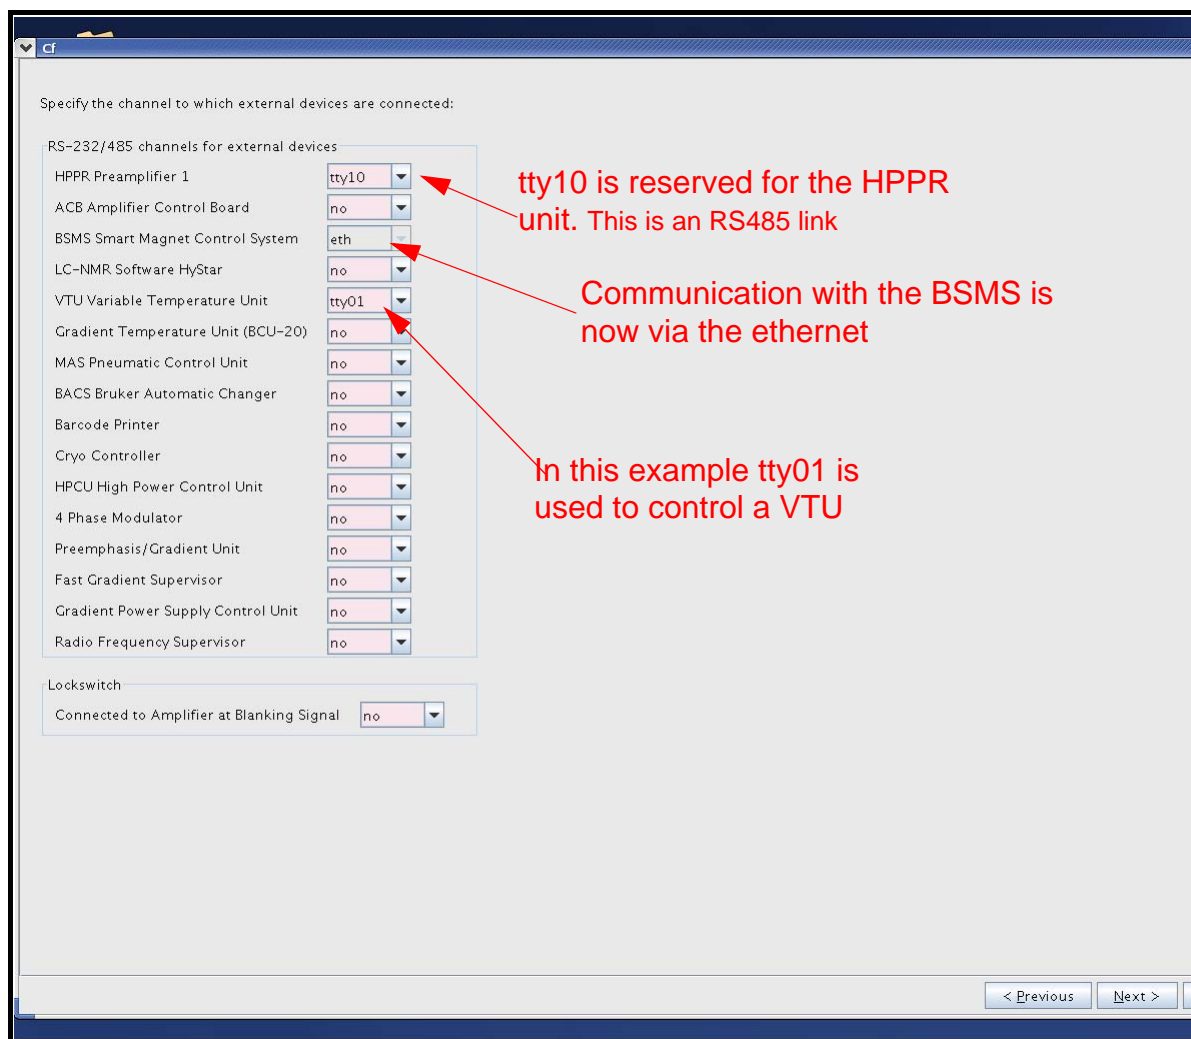 Cf
Specify the channel to which external devices are connected:
RS-232/485 channels for external devices
HPPR Preamplifier 1 tty10
ACB Amplifier Control Board no
BSMS Smart Magnet Control System eth
LC-NMR Software HyStar no
VTU Variable Temperature Unit tty01
Gradient Temperature Unit (BCU-20) no
MAS Pneumatic Control Unit no
BACS Bruker Automatic Changer no
Barcode Printer no
Cryo Controller no
HPCU High Power Control Unit no
4 Phase Modulator no
Preemphasis/Gradient Unit no
Fast Gradient Supervisor no
Gradient Power Supply Control Unit no
Radio Frequency Supervisor no
Lockswitch
Connected to Amplifier at Blanking Signal no
tty10 is reserved for the HPPR
unit. This is an RS485 link
Communication with the BSMS is
now via the ethernet
In this example tty01 is
used to control a VTU
< Previous Next >